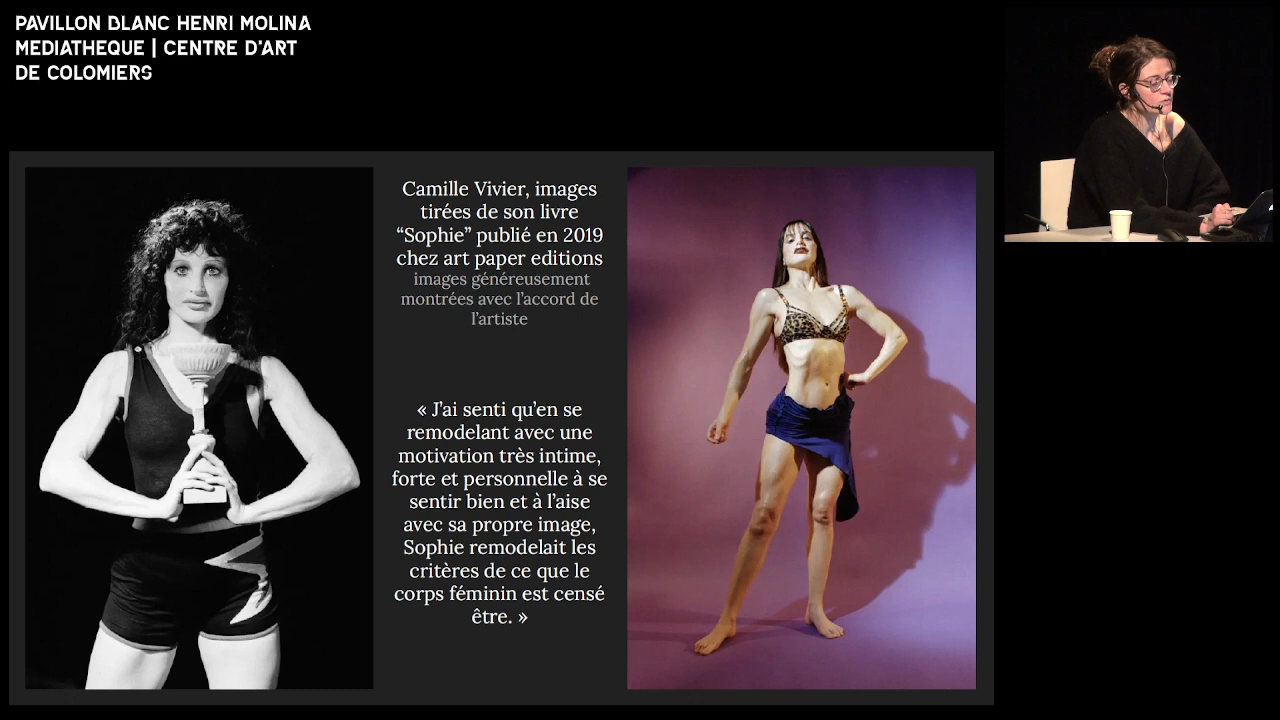 PAVILLON BLANC HENRI MOLINA
MEDIATHEQUE | CENTRE D'ART
DE COLOMIERS
Camille Vivier, images
tirées de son livre
“Sophie” publié en 2019
chez art paper editions
images généreusement
montrées avec l’accord de
l’artiste
« J’ai senti qu’en se
remodelant avec une
motivation très intime,
forte et personnelle à se
sentir bien et à l’aise
avec sa propre image,
Sophie remodelait les
critères de ce que le
corps féminin est censé
être. »